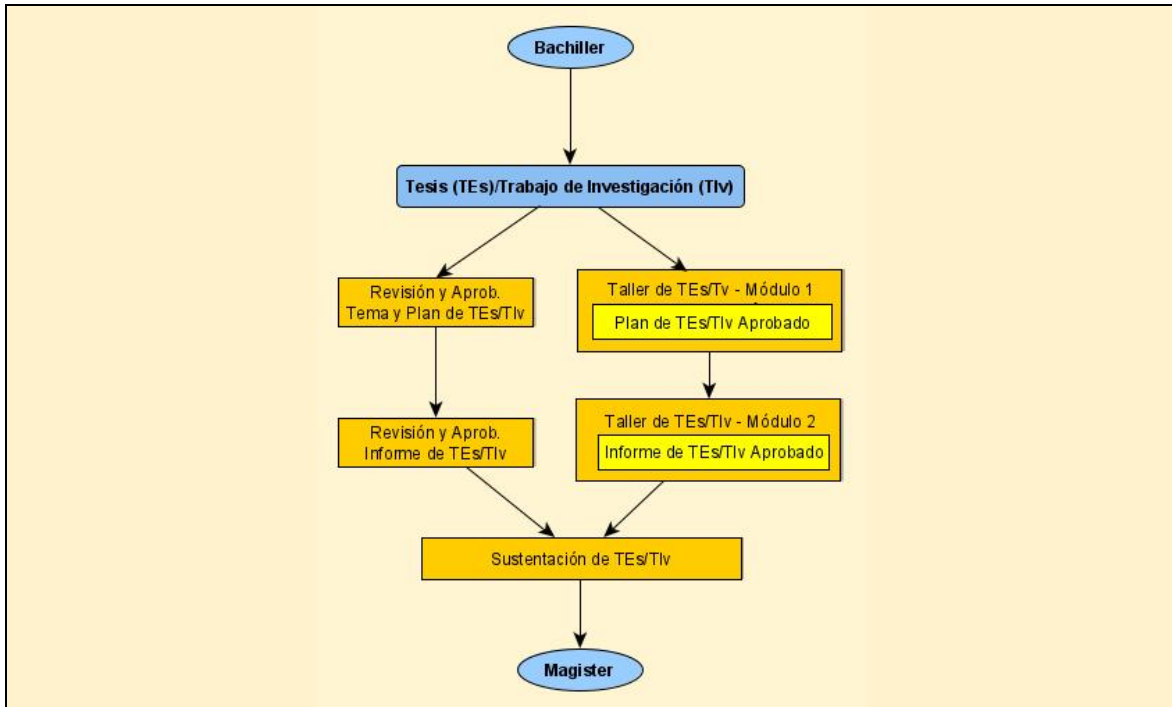 Bachiller
Tesis (TEs)/Trabajo de Investigación (TIv)
Revisión y Aprob.
Tema y Plan de TEs/TIv
Taller de TEs/Tv - Módulo 1
Plan de TEs/TIv Aprobado
Revisión y Aprob.
Informe de TEs/TIv
Taller de TEs/TIv - Módulo 2
Informe de TEs/TIv Aprobado
Sustentación de TEs/TIv
Magister